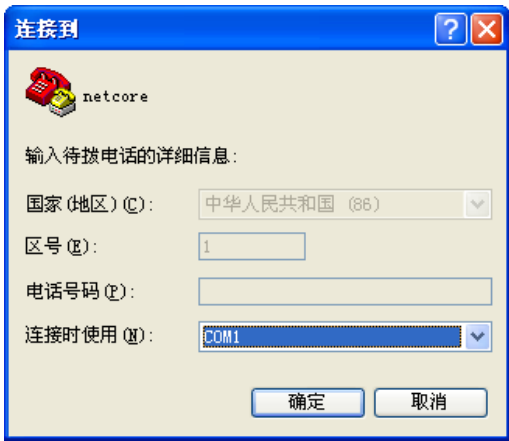 连接到
netcore
输入待拨电话的详细信息:
国家(地区)(C): 中华人民共和国 (86)
区号(E): 1
电话号码(P):
连接时使用(N): COM1
确定 取消